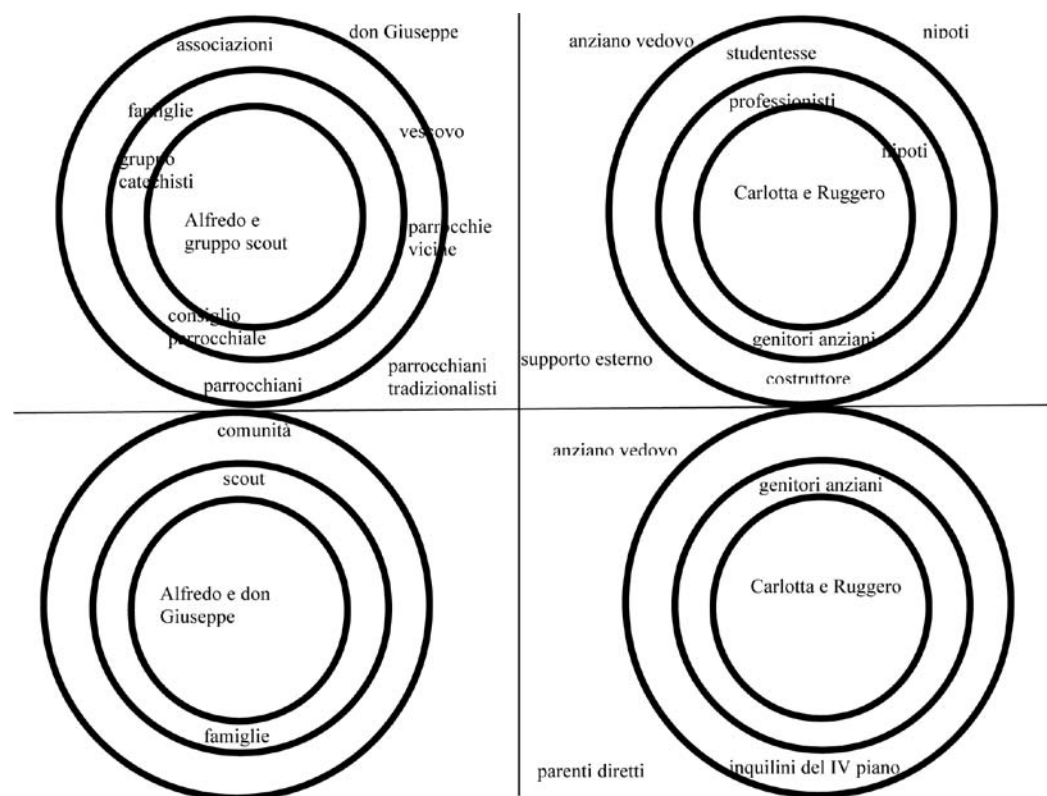 associazioni
don Giuseppe
famiglie
vescovo
gruppo
catechisti
Alfredo e
gruppo scout
parrocchie
vicine
consiglio
parrocchiale
parrocchiani
parrocchiani
tradizionalisti
anziano vedovo
nipoti
studentesse
professionisti
nipoti
Carlotta e Ruggero
genitori anziani
supporto esterno
costruttore
comunità
scout
Alfredo e don
Giuseppe
famiglie
anziano vedovo
genitori anziani
Carlotta e Ruggero
parenti diretti
inquilini del IV piano